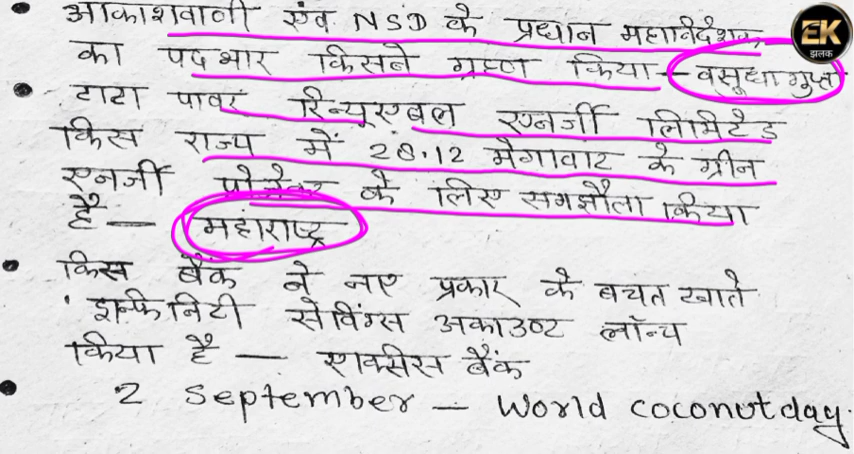 • आकाशवाणी एंव NSD के प्रधान महानिदेशक
का पदभार किसने ग्रहण किया - वसूधा गुप्त
• टाटा पावर रिन्यूएबल एनर्जी लिमिटेड
किस राज्य में 28.12 मेगावाट के ग्रीन
एनर्जी प्रोजेक्ट के लिए समझौता किया
है — महाराष्ट्र
• किस बैंक ने नए प्रकार के बचत खाते
'इन्फिनिटी सेविंग्स अकाउण्ट लॉन्च
किया है — एक्सिस बैंक
• 2 September — World coconut day.
EK
झलक